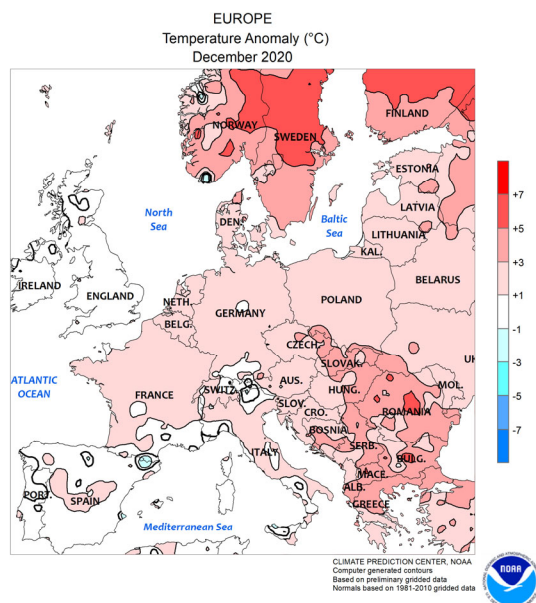 EUROPE
Temperature Anomaly (°C)
December 2020
NORWAY
SWEDEN
FINLAND
ESTONIA
LATVIA
LITHUANIA
KAL.
BELARUS
North
Sea
Baltic
Sea
DEN.
IRELAND
ENGLAND
NETH.
BELG.
GERMANY
POLAND
CZECH.
SLOVAK.
UK
MOL.
ATLANTIC
OCEAN
FRANCE
SWITZ.
AUS.
HUNG.
SLOV.
CRO.
ROMANIA
BOSNIA
SERB.
BULG.
ITALY
MACE.
ALB.
GREECE
PORT.
SPAIN
Mediterranean Sea
+7
+5
+3
+1
-1
-3
-5
-7
CLIMATE PREDICTION CENTER, NOAA
Computer generated contours
Based on preliminary gridded data
Normals based on 1981-2010 gridded data
NOAA